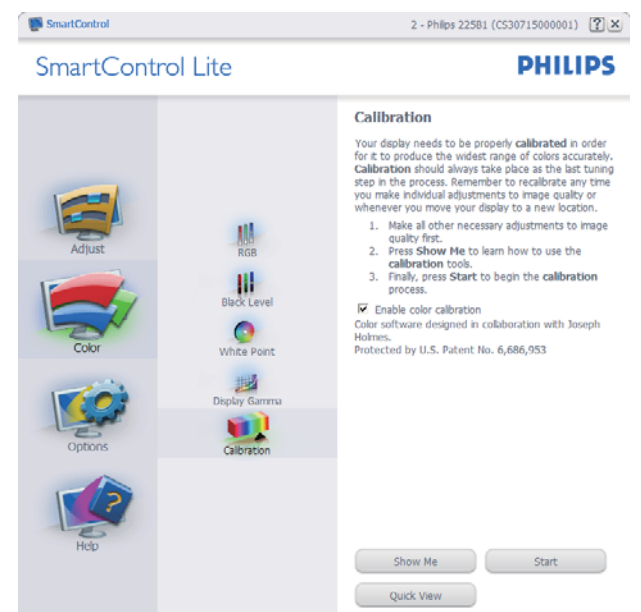 SmartControl
2 - Philips 225B1 (CS30715000001)
?
SmartControl Lite
PHILIPS
Adjust
Color
Options
Help
RGB
Black Level
White Point
Display Gamma
Calibration
Calibration
Your display needs to be properly calibrated in order
for it to produce the widest range of colors accurately.
Calibration should always take place as the last tuning
step in the process. Remember to recalibrate any time
you make individual adjustments to image quality or
whenever you move your display to a new location.
1. Make all other necessary adjustments to image
quality first.
2. Press Show Me to learn how to use the
calibration tools.
3. Finally, press Start to begin the calibration
process.
Enable color calibration
Color software designed in collaboration with Joseph
Holmes.
Protected by U.S. Patent No. 6,686,953
Show Me
Start
Quick View